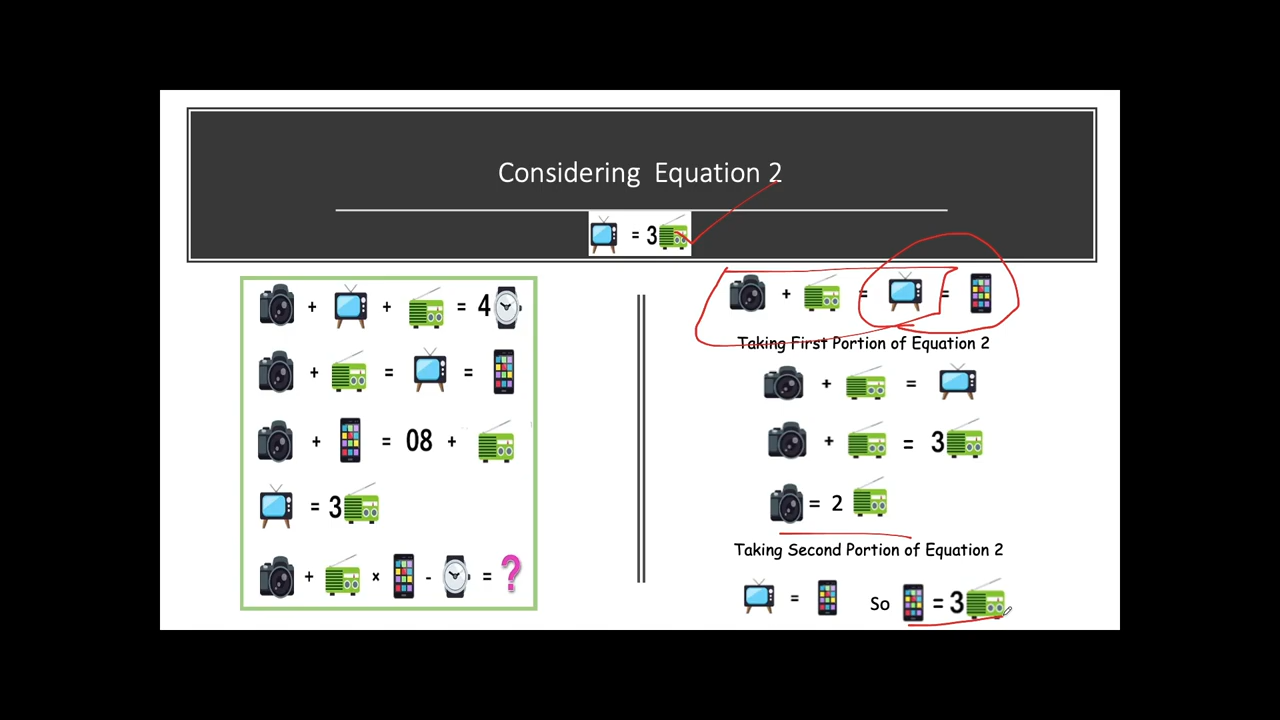 Considering Equation 2
= 3
+ + = 4
+ = =
+ = 08 +
= 3
+ × - = ?
+ = =
Taking First Portion of Equation 2
+ =
+ = 3
= 2
Taking Second Portion of Equation 2
= So = 3